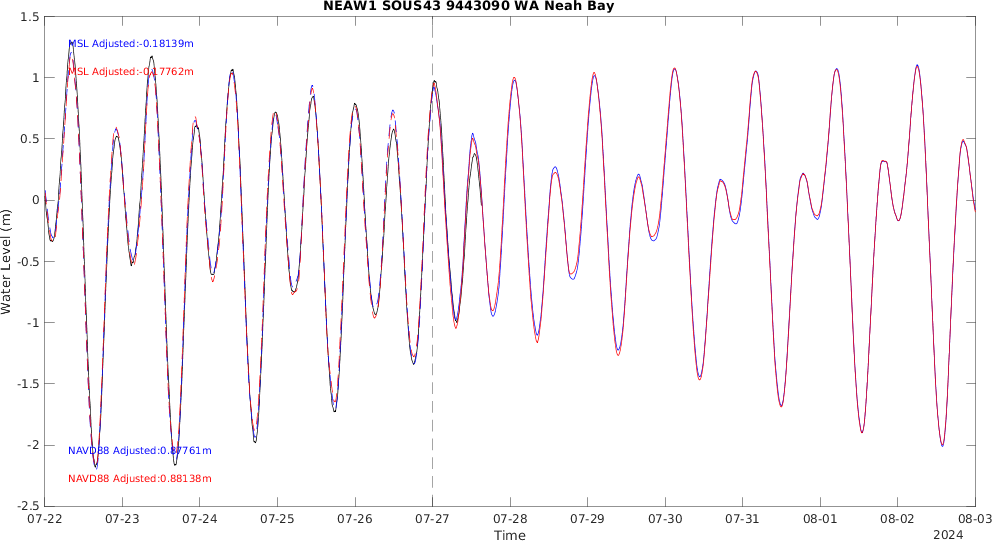 NEAW1 SOUS43 9443090 WA Neah Bay
1.5
MSL Adjusted:-0.18139m
MSL Adjusted:-0.17762m
1
0.5
0
-0.5
-1
-1.5
-2
-2.5
Water Level (m)
NAVD88 Adjusted:0.87761m
NAVD88 Adjusted:0.88138m
07-22 07-23 07-24 07-25 07-26 07-27 07-28 07-29 07-30 07-31 08-01 08-02 08-03
Time
2024